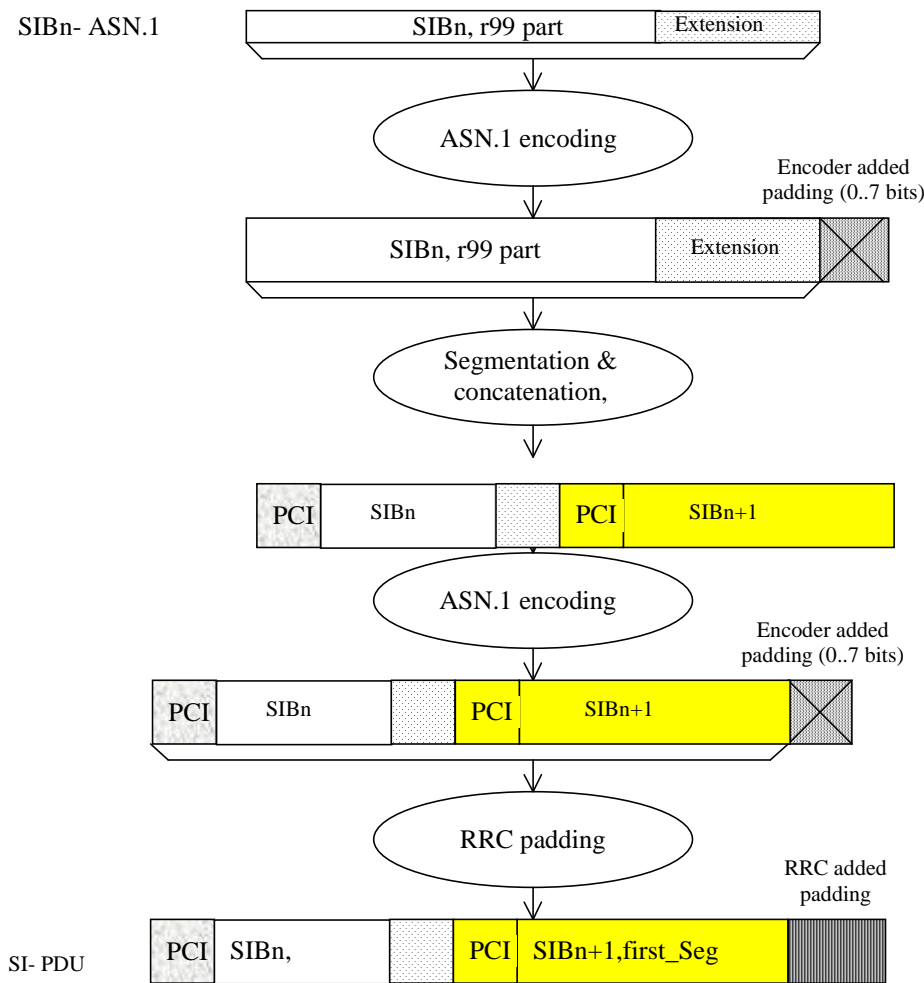 SIBn- ASN.1
SIBn, r99 part
Extension
ASN.1 encoding
Encoder added
padding (0..7 bits)
SIBn, r99 part
Extension
Segmentation &
concatenation,
PCI
SIBn
PCI
SIBn+1
ASN.1 encoding
Encoder added
padding (0..7 bits)
PCI
SIBn
PCI
SIBn+1
RRC padding
RRC added
padding
SI- PDU
PCI
SIBn,
PCI
SIBn+1,first_Seg